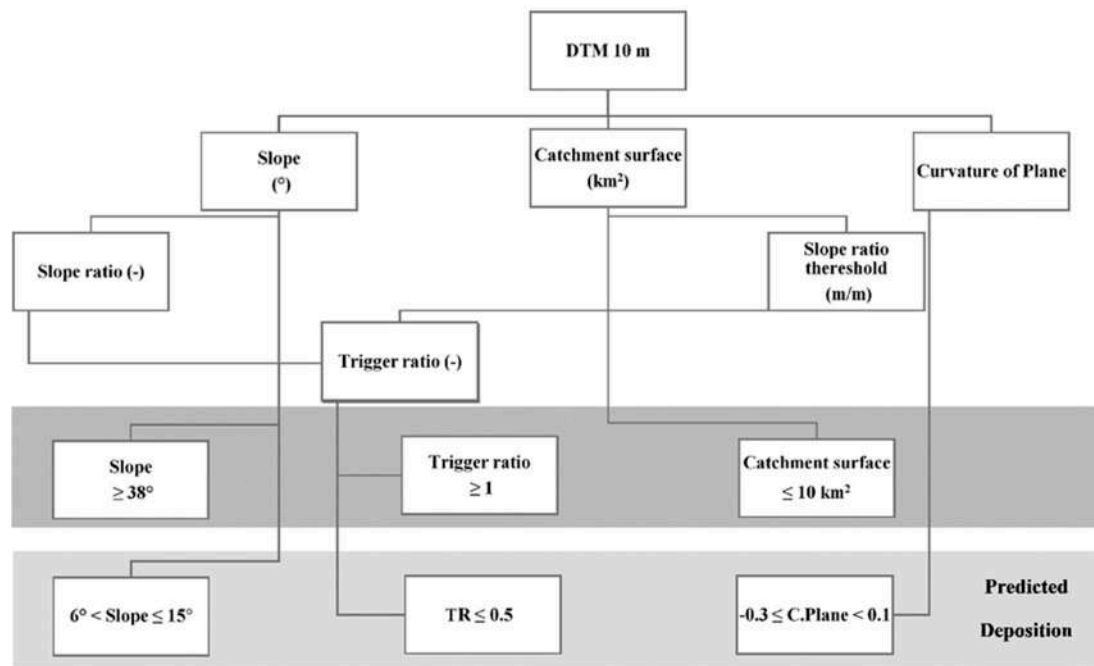 DTM 10 m
Slope
(°)
Catchment surface
(km²)
Curvature of Plane
Slope ratio (-)
Slope ratio
thereshold
(m/m)
Trigger ratio (-)
Slope
≥ 38°
Trigger ratio
≥ 1
Catchment surface
≤ 10 km²
6° < Slope ≤ 15°
TR ≤ 0.5
-0.3 ≤ C.Plane < 0.1
Predicted
Deposition